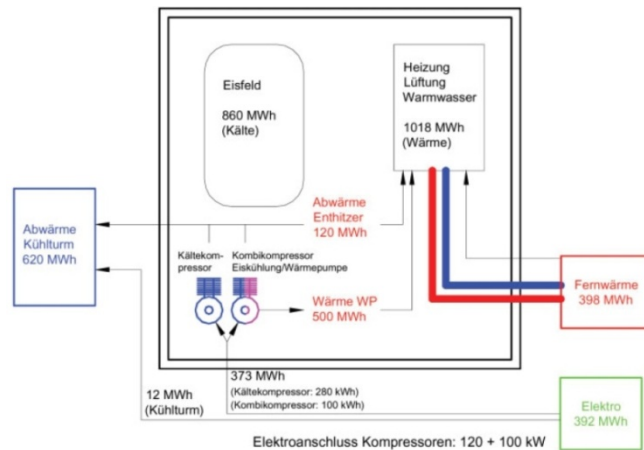 Eisfeld
860 MWh
(Kälte)
Heizung
Lüftung
Warmwasser
1018 MWh
(Wärme)
Abwärme
Enthitzer
120 MWh
Abwärme
Kühlturm
620 MWh
Kältekom-
pressor
Kombikompressor
Eiskühlung/Wärmepumpe
Wärme WP
500 MWh
Fernwärme
398 MWh
373 MWh
(Kältekompressor: 280 kWh)
(Kombikompressor: 100 kWh)
12 MWh
(Kühlturm)
Elektro
392 MWh
Elektroanschluss Kompressoren: 120 + 100 kW